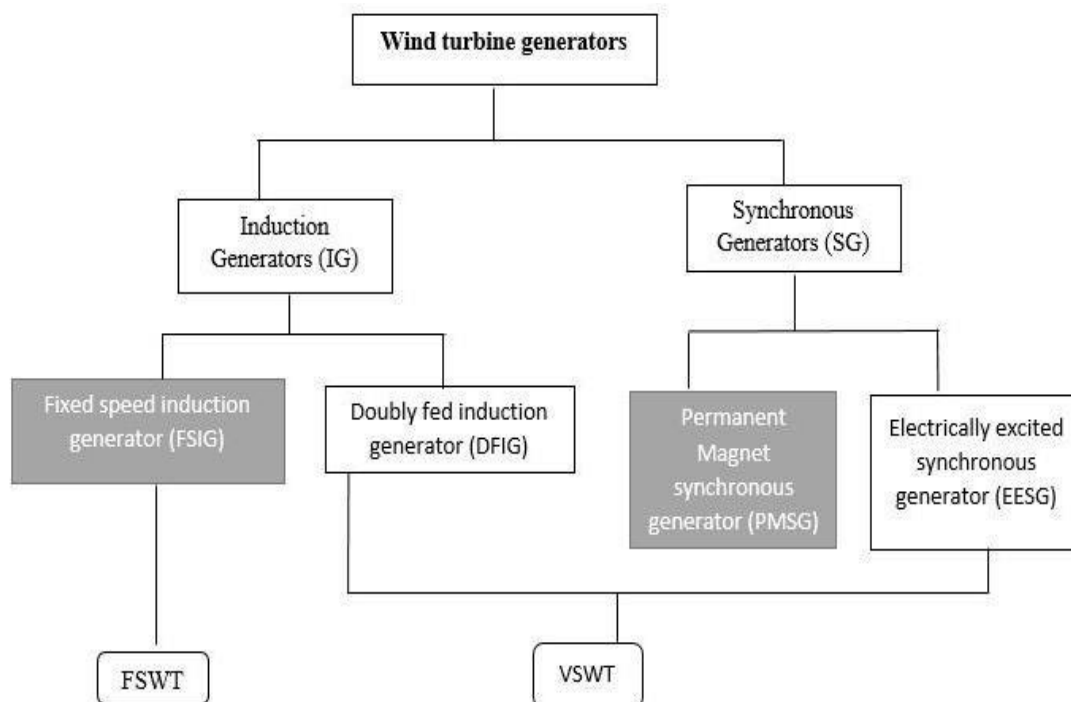 Wind turbine generators
Induction
Generators (IG)
Synchronous
Generators (SG)
Fixed speed induction
generator (FSIG)
Doubly fed induction
generator (DFIG)
Permanent
Magnet
synchronous
generator (PMSG)
Electrically excited
synchronous
generator (EESG)
FSWT
VSWT